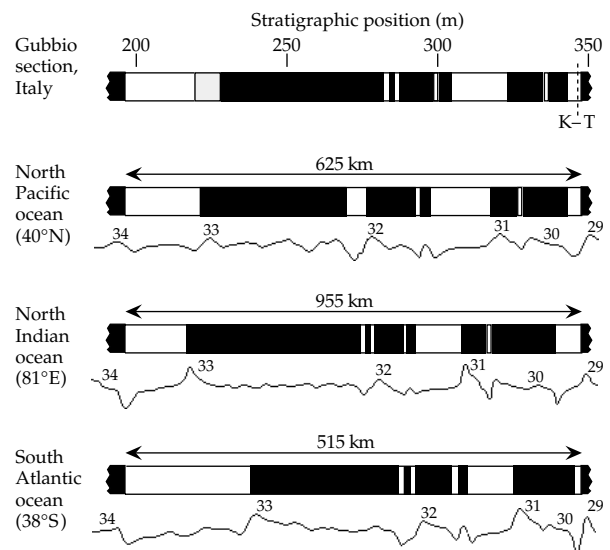 Stratigraphic position (m)
Gubbio
section,
Italy
200 250 300 350
K–T
North
Pacific
ocean
(40°N)
625 km
34 33 32 31 30 29
North
Indian
ocean
(81°E)
955 km
34 33 32 31 30 29
South
Atlantic
ocean
(38°S)
515 km
34 33 32 31 30 29